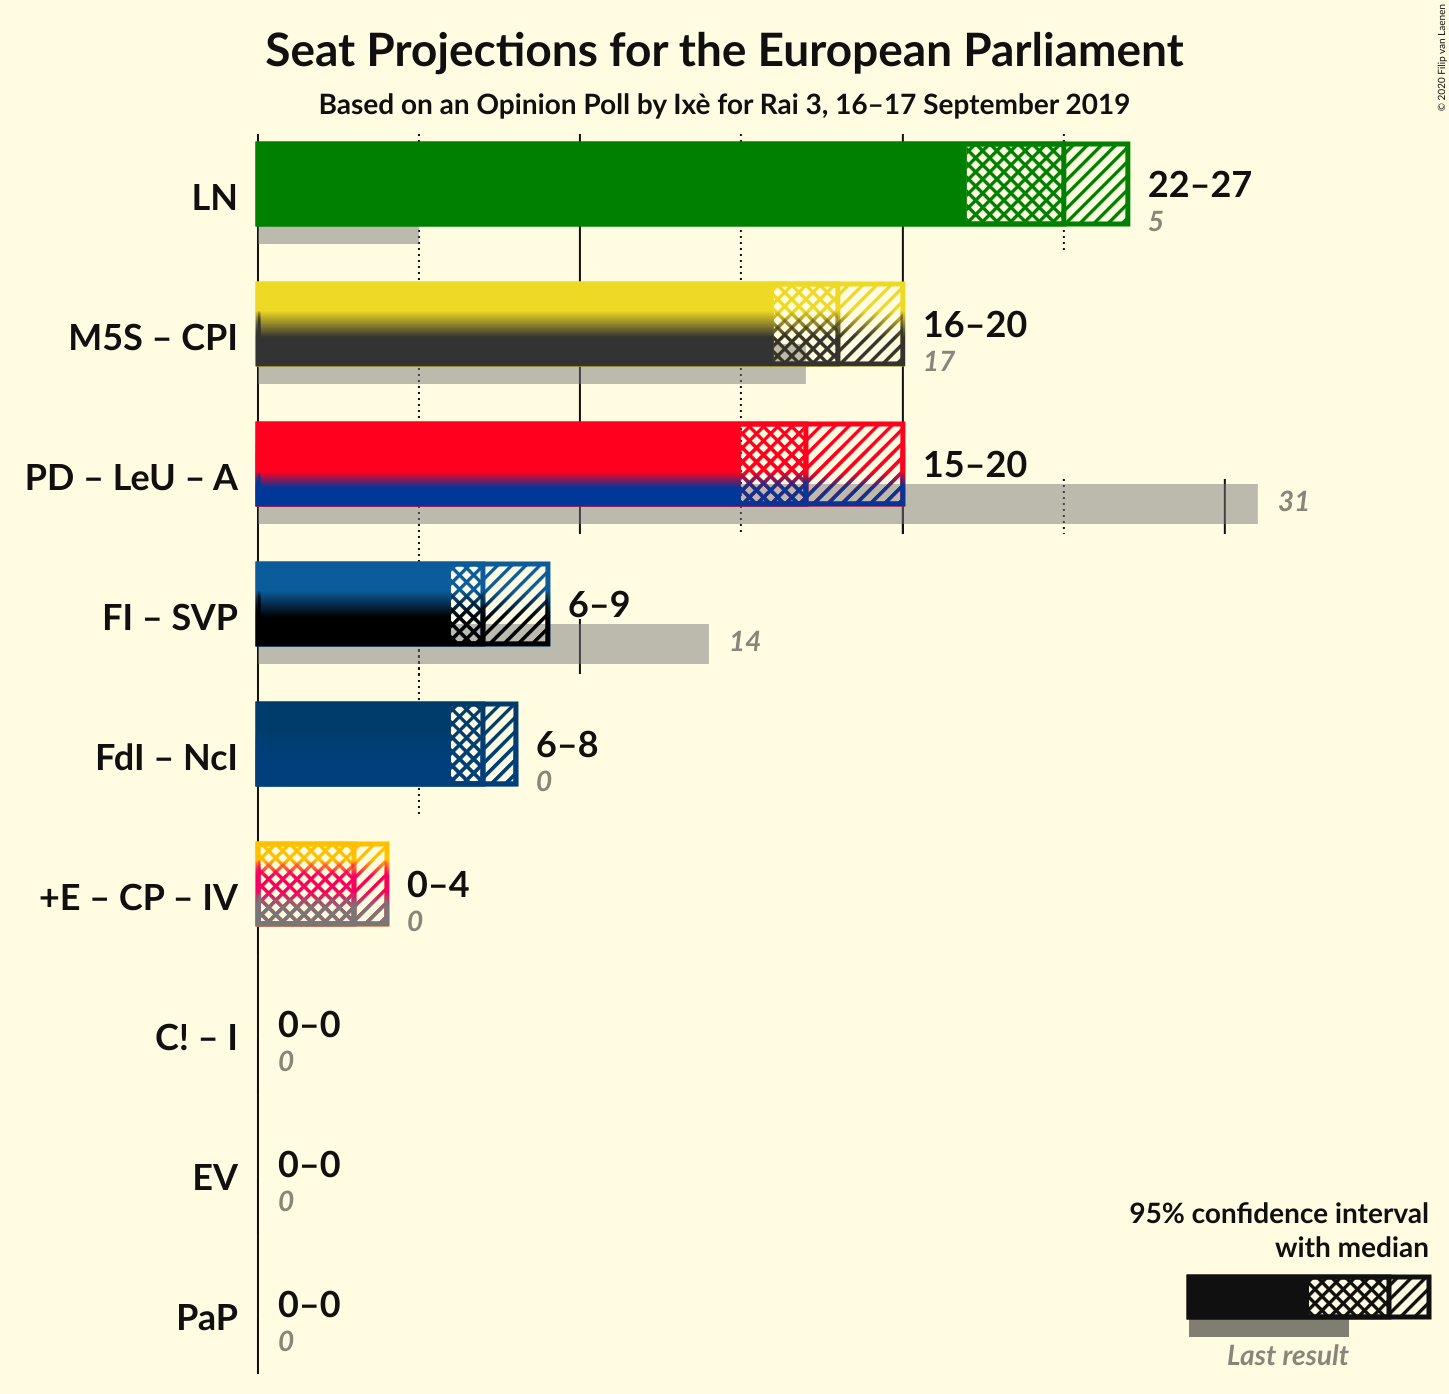 Seat Projections for the European Parliament
Based on an Opinion Poll by Ixè for Rai 3, 16–17 September 2019
© 2020 Filip van Laenen
LN
22–27
5
M5S – CPI
16–20
17
PD – LeU – A
15–20
31
FI – SVP
6–9
14
FdI – NcI
6–8
0
+E – CP – IV
0–4
0
C! – I
0–0
0
EV
0–0
0
PaP
0–0
0
95% confidence interval
with median
Last result